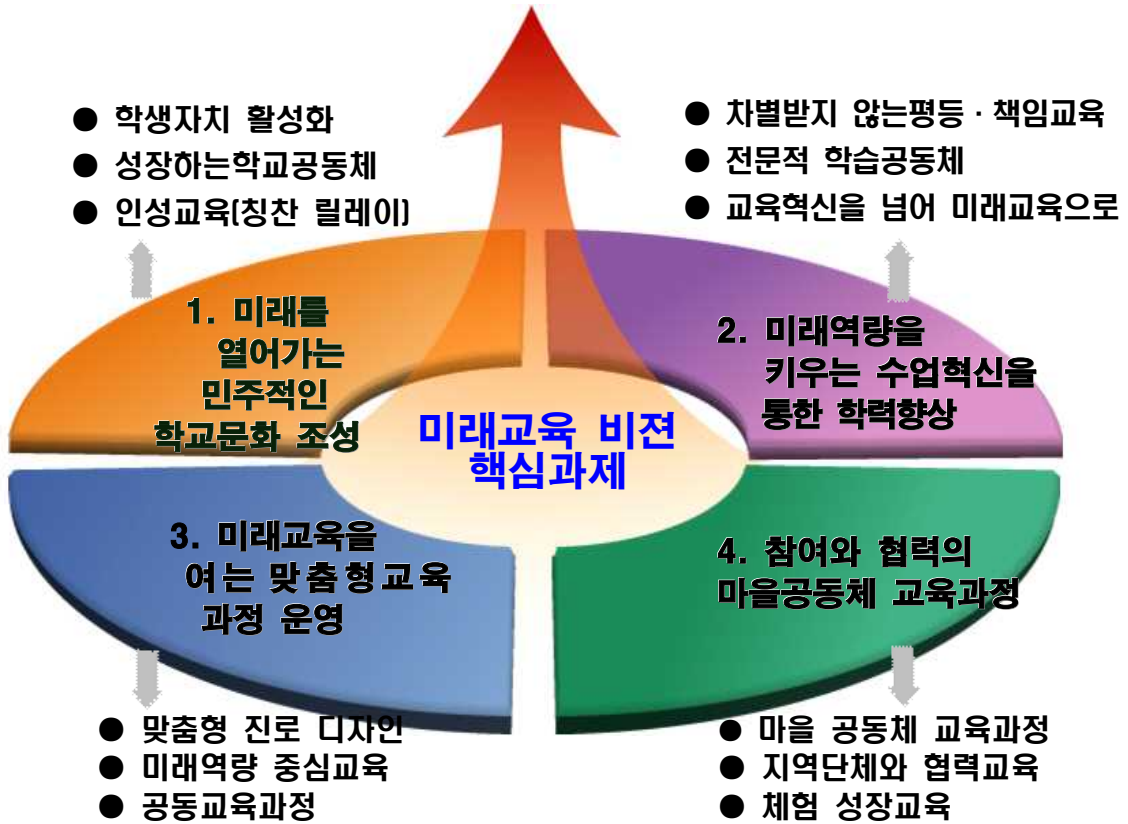 ● 학생자치 활성화
● 성장하는학교공동체
● 인성교육(칭찬 릴레이)
● 차별받지 않는평등·책임교육
● 전문적 학습공동체
● 교육혁신을 넘어 미래교육으로
1. 미래를
열어가는
민주적인
학교문화 조성
2. 미래역량을
키우는 수업혁신을
통한 학력향상
미래교육 비젼
핵심과제
3. 미래교육을
여는 맞춤형교육
과정 운영
4. 참여와 협력의
마을공동체 교육과정
● 맞춤형 진로 디자인
● 미래역량 중심교육
● 공동교육과정
● 마을 공동체 교육과정
● 지역단체와 협력교육
● 체험 성장교육